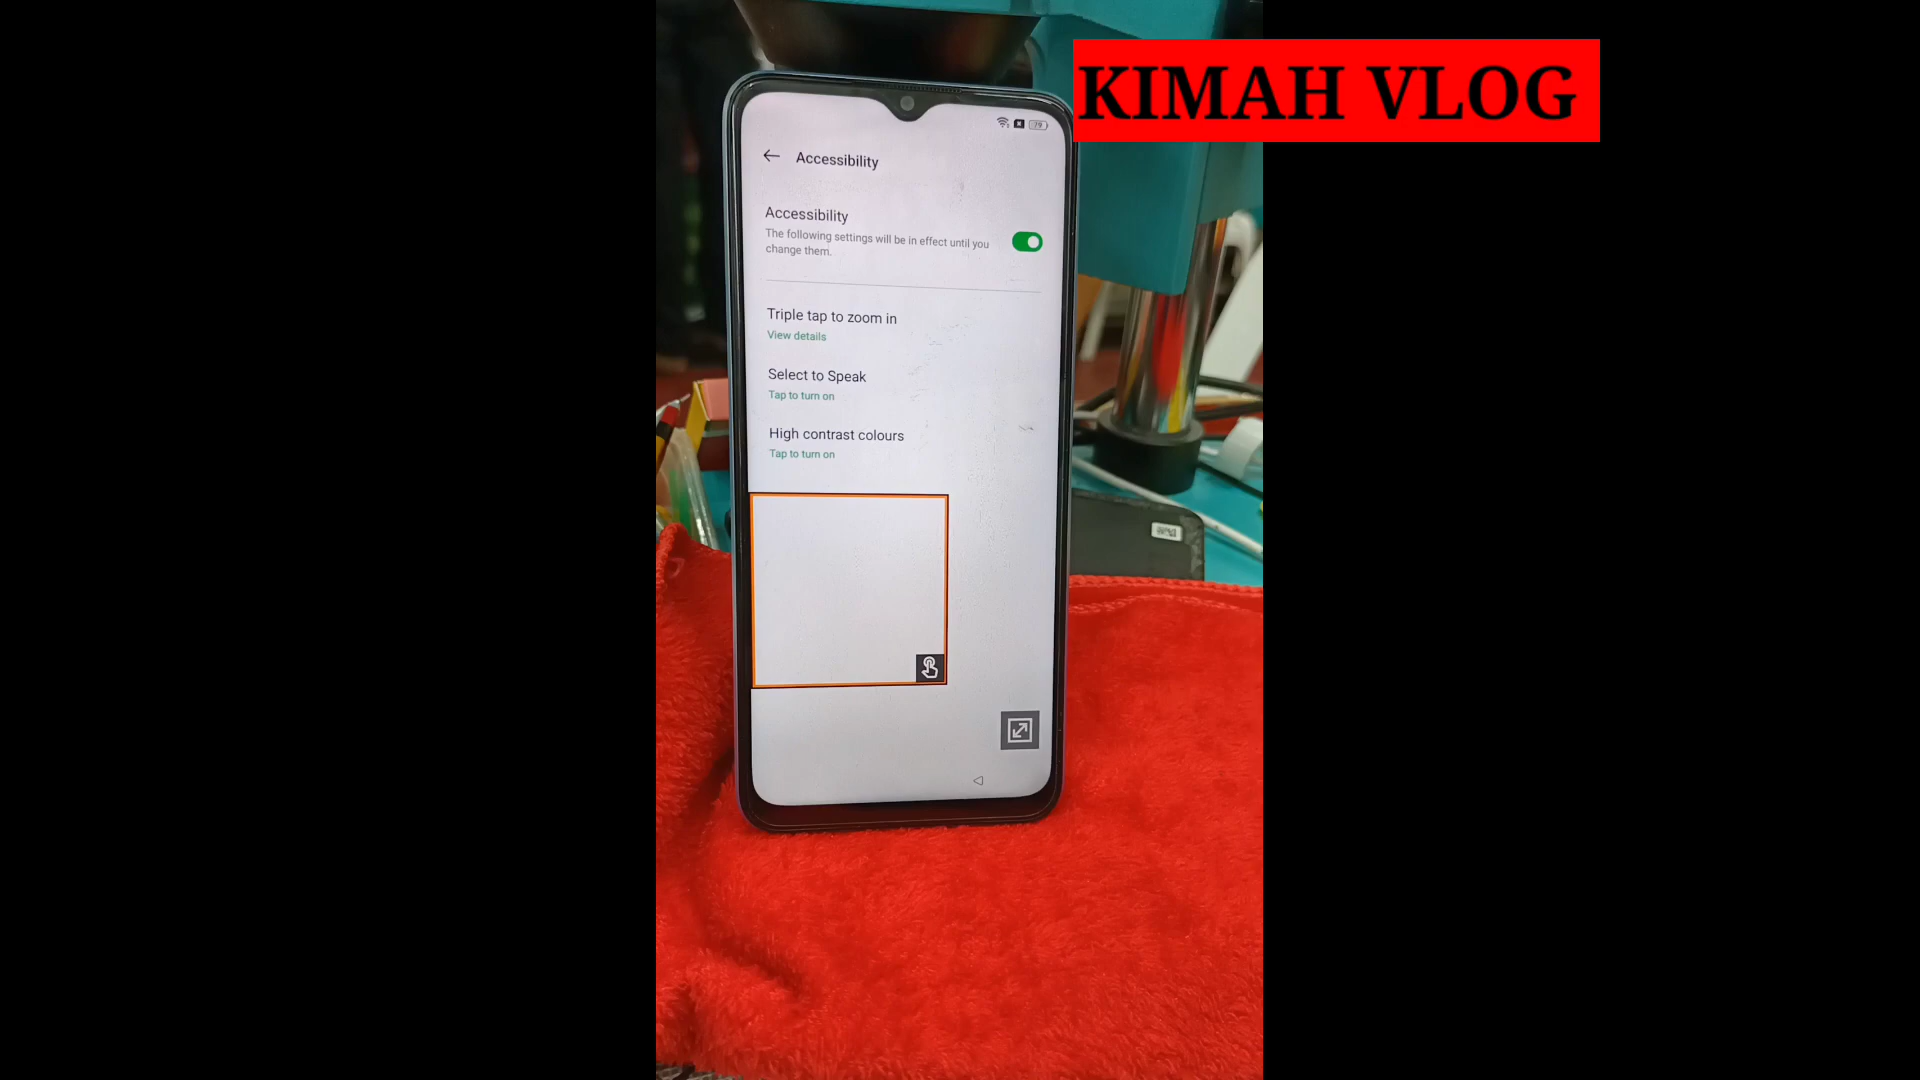 KIMAH VLOG
79
Accessibility
Accessibility
The following settings will be in effect until you
change them.
Triple tap to zoom in
View details
Select to Speak
Tap to turn on
High contrast colours
Tap to turn on